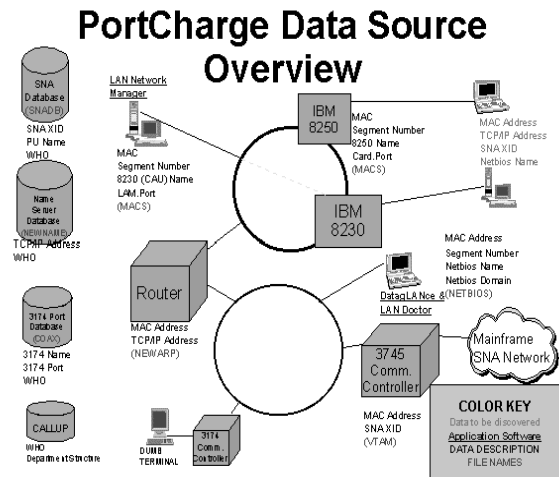 PortCharge Data Source
Overview
SNA
Database
(SNADB)
SNA XID
PU Name
WHO
Name
Server
Database
(NEWNAME)
TCP/IP Address
WHO
3174 Port
Database
(COAX)
3174 Name
3174 Port
WHO
CALLUP
WHO
Department Structure
LAN Network
Manager
MAC
Segment Number
8230 (CAU) Name
LAM.Port
(MACS)
IBM
8250
MAC
Segment Number
8250 Name
Card.Port
(MACS)
MAC Address
TCP/IP Address
SNA XID
Netbios Name
IBM
8230
Router
MAC Address
TCP/IP Address
(NEWARP)
MAC Address
Segment Number
Netbios Name
Netbios Domain
(NETBIOS)
DatagLANce &
LAN Doctor
3745
Comm.
Controller
MAC Address
SNA XID
(VTAM)
Mainframe
SNA Network
DUMB
TERMINAL
3174
Comm.
Controller
COLOR KEY
Data to be discovered
Application Software
DATA DESCRIPTION
FILE NAMES